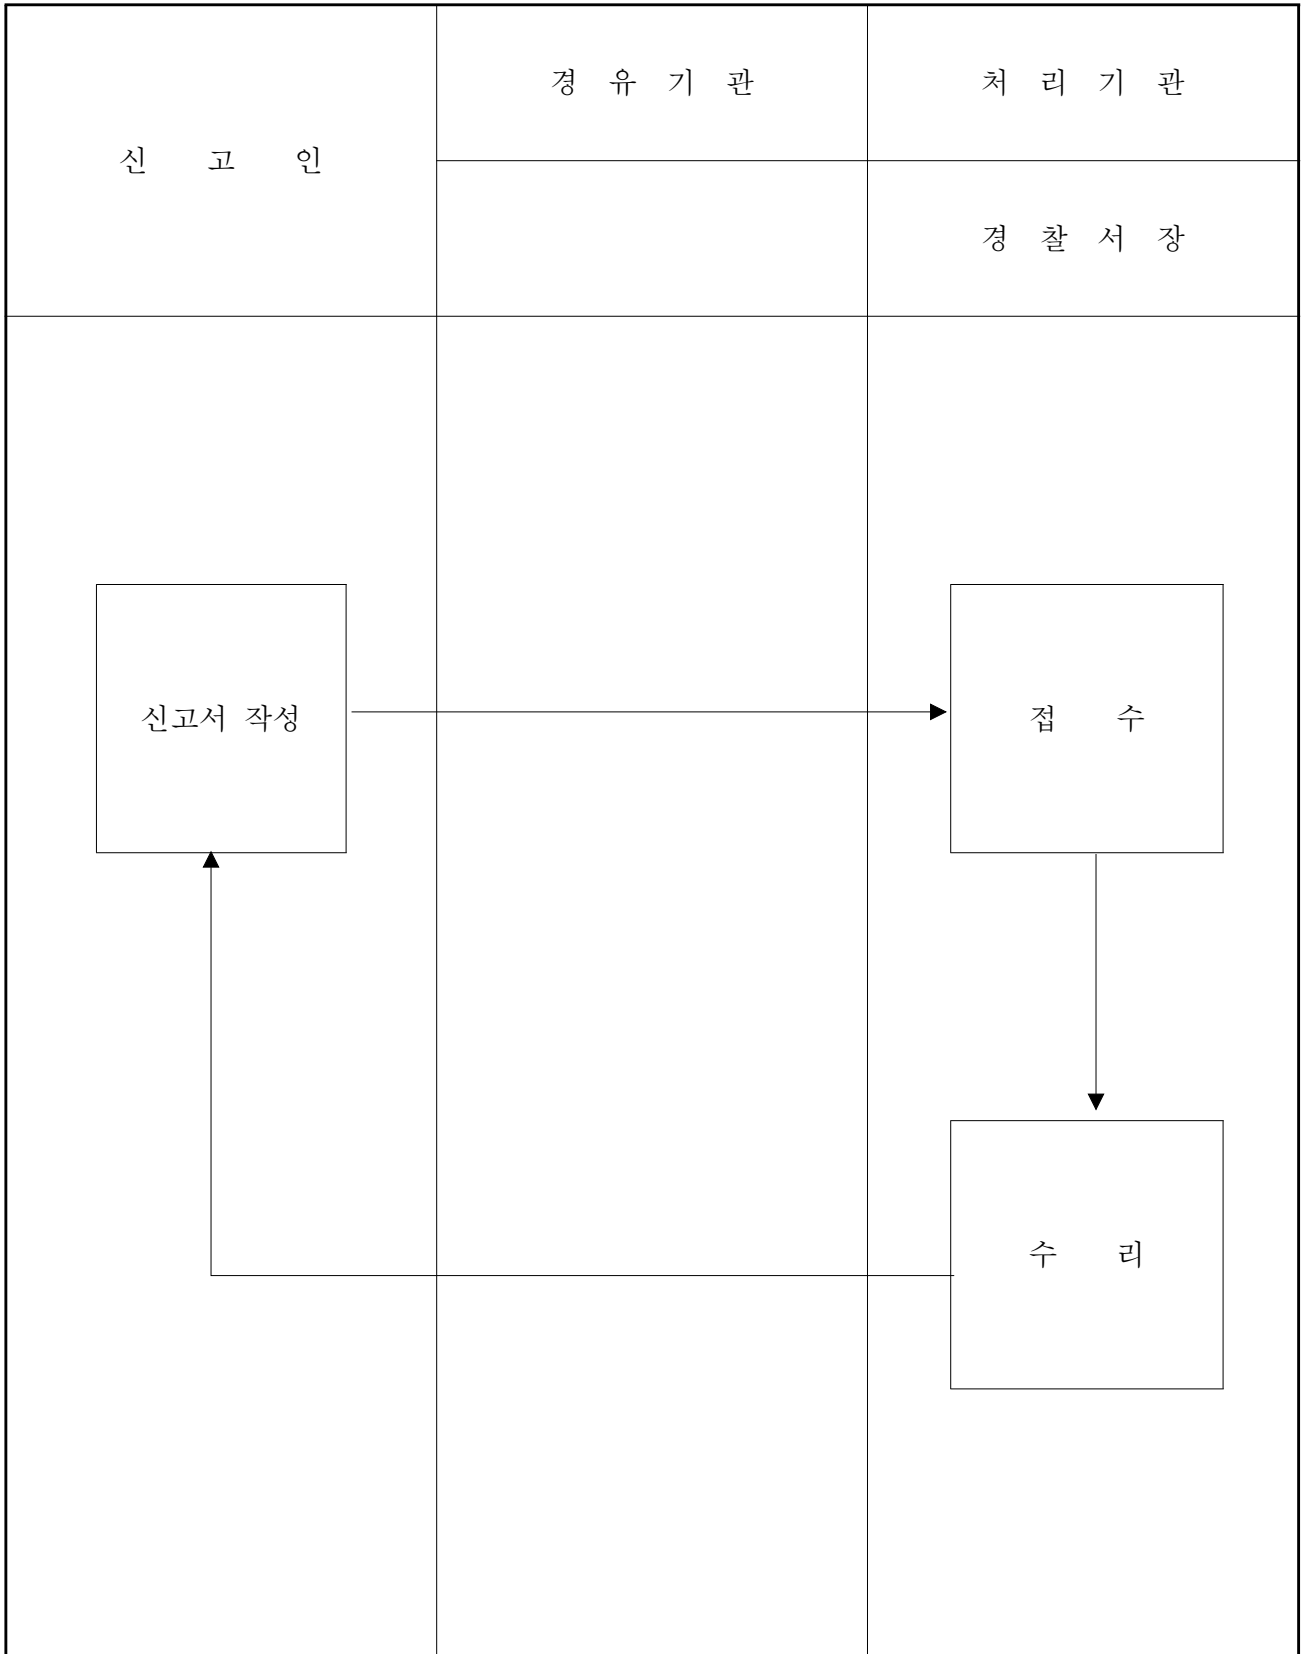 신 고 인
경 유 기 관
처 리 기 관
경 찰 서 장
신고서 작성
접 수
수 리